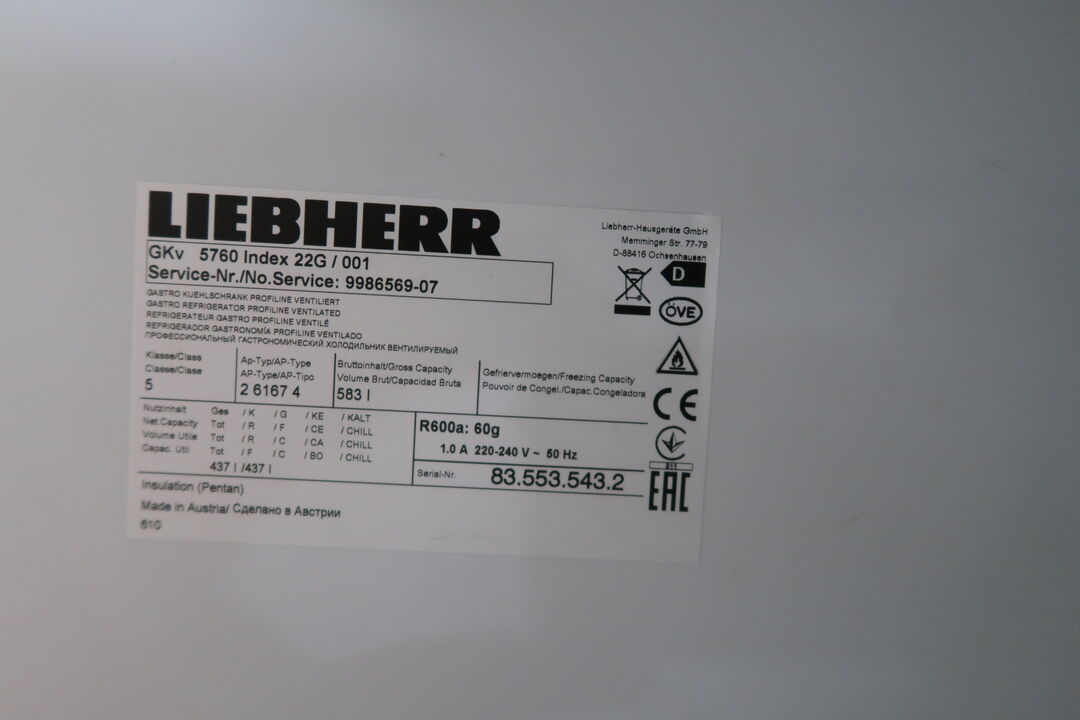 LIEBHERR
Liebherr-Hausgeräte GmbH
Memminger Str. 77-79
D-88416 Ochsenhausen
GKv 5760 Index 22G / 001
Service-Nr./No.Service: 9986569-07
D
ÖVE
GASTRO KUEHLSCHRANK PROFILINE VENTILIERT
GASTRO REFRIGERATOR PROFILINE VENTILATED
REFRIGERATEUR GASTRO PROFILINE VENTILÉ
REFRIGERADOR GASTRONOMÍA PROFILINE VENTILADO
ПРОФЕССИОНАЛЬНЫЙ ГАСТРОНОМИЧЕСКИЙ ХОЛОДИЛЬНИК ВЕНТИЛИРУЕМЫЙ
Klasse/Class
Classe/Clase
5
Ap-Typ/AP-Type
AP-Type/AP-Tipo
2 6167 4
Bruttoinhalt/Gross Capacity
Volume Brut/Capacidad Bruta
583 l
Gefriervermoegen/Freezing Capacity
Pouvoir de Congel./Capac.Congeladora
CE
Nutzinhalt Ges / K / G / KE / KALT
Net.Capacity Tot / R / F / CE / CHILL
Volume Utile Tot / R / C / CA / CHILL
Capac. Util Tot / F / C / BO / CHILL
437 l /437 l
R600a: 60g
1.0 A 220-240 V ~ 50 Hz
Serial-Nr. 83.553.543.2
011
EAC
Insulation (Pentan)
Made in Austria/ Сделано в Австрии
610